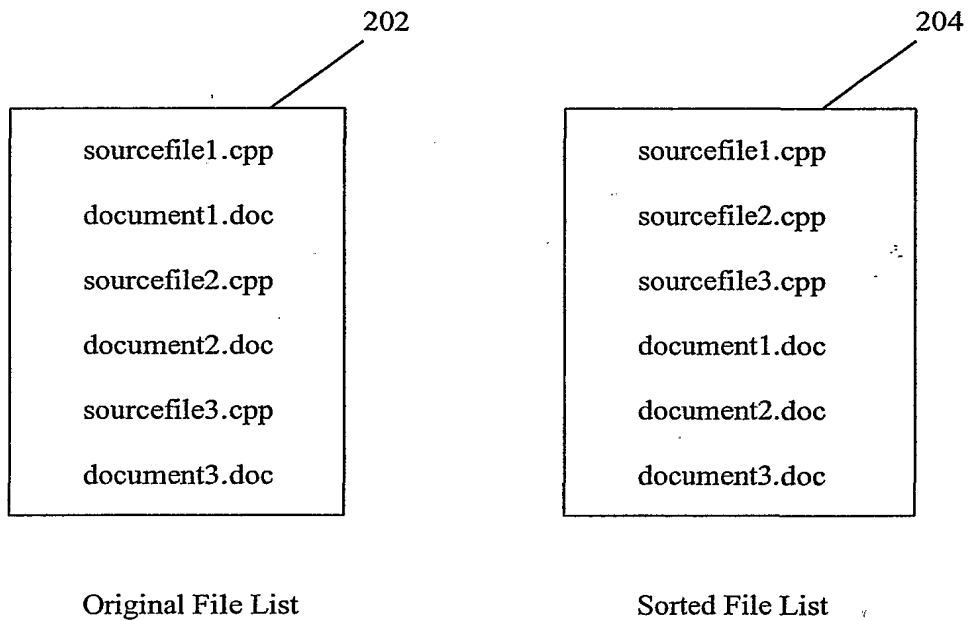 202
sourcefile1.cpp
document1.doc
sourcefile2.cpp
document2.doc
sourcefile3.cpp
document3.doc
Original File List
204
sourcefile1.cpp
sourcefile2.cpp
sourcefile3.cpp
document1.doc
document2.doc
document3.doc
Sorted File List